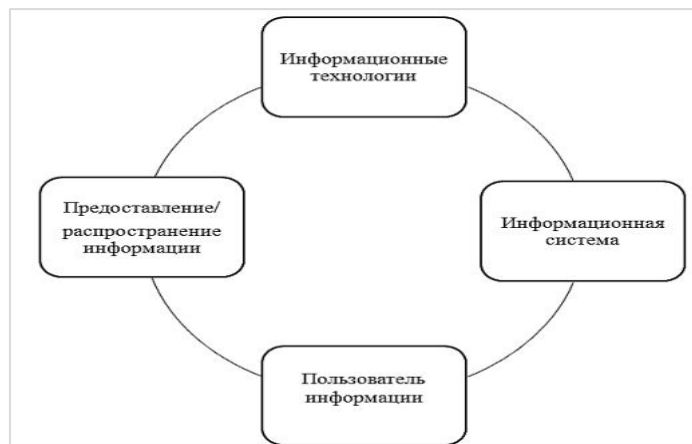 Информационные
технологии
Предоставление/
распространение
информации
Информационная
система
Пользователь
информации